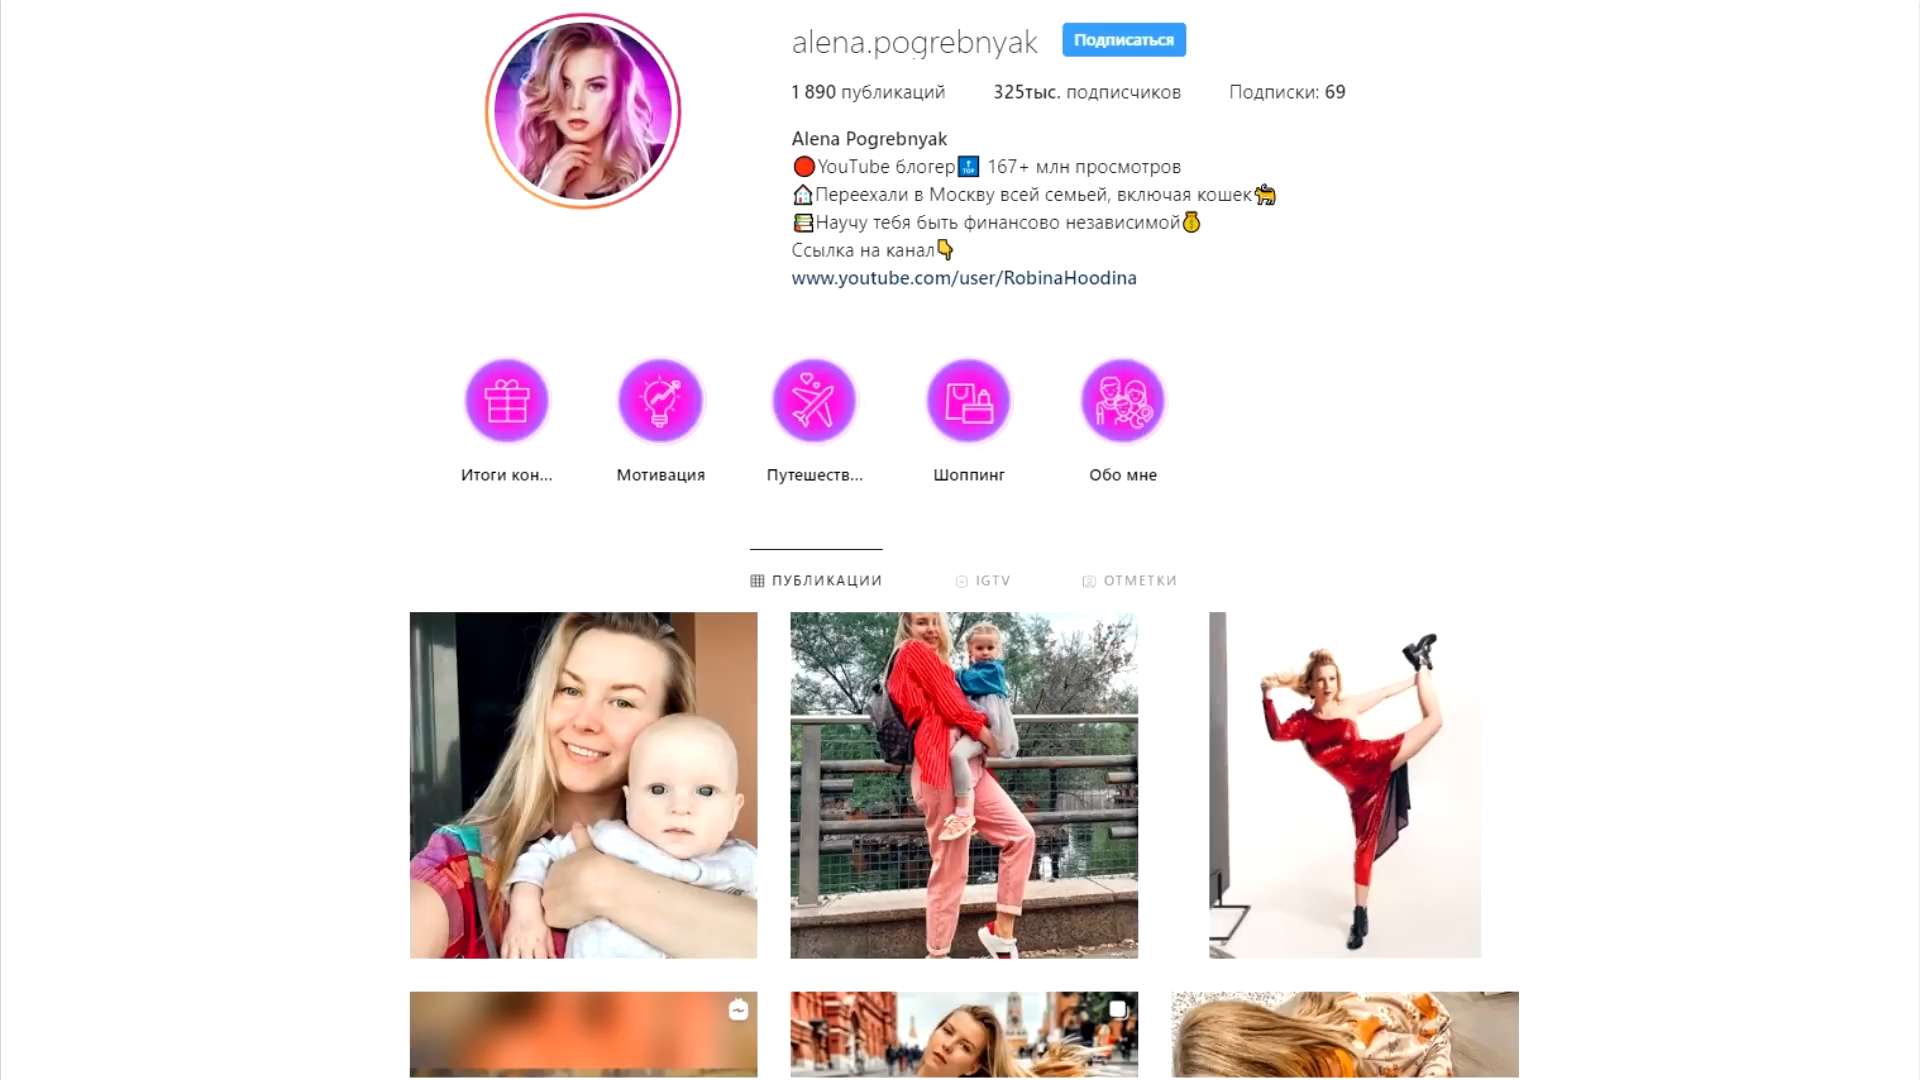 alena.pogrebnyak Подписаться
1 890 публикаций 325тыс. подписчиков Подписки: 69
Alena Pogrebnyak
YouTube блогер TOP 167+ млн просмотров
Переехали в Москву всей семьей, включая кошек
Научу тебя быть финансово независимой
Ссылка на канал
www.youtube.com/user/RobinaHoodina
Итоги кон... Мотивация Путешеств... Шоппинг Обо мне
ПУБЛИКАЦИИ IGTV ОТМЕТКИ